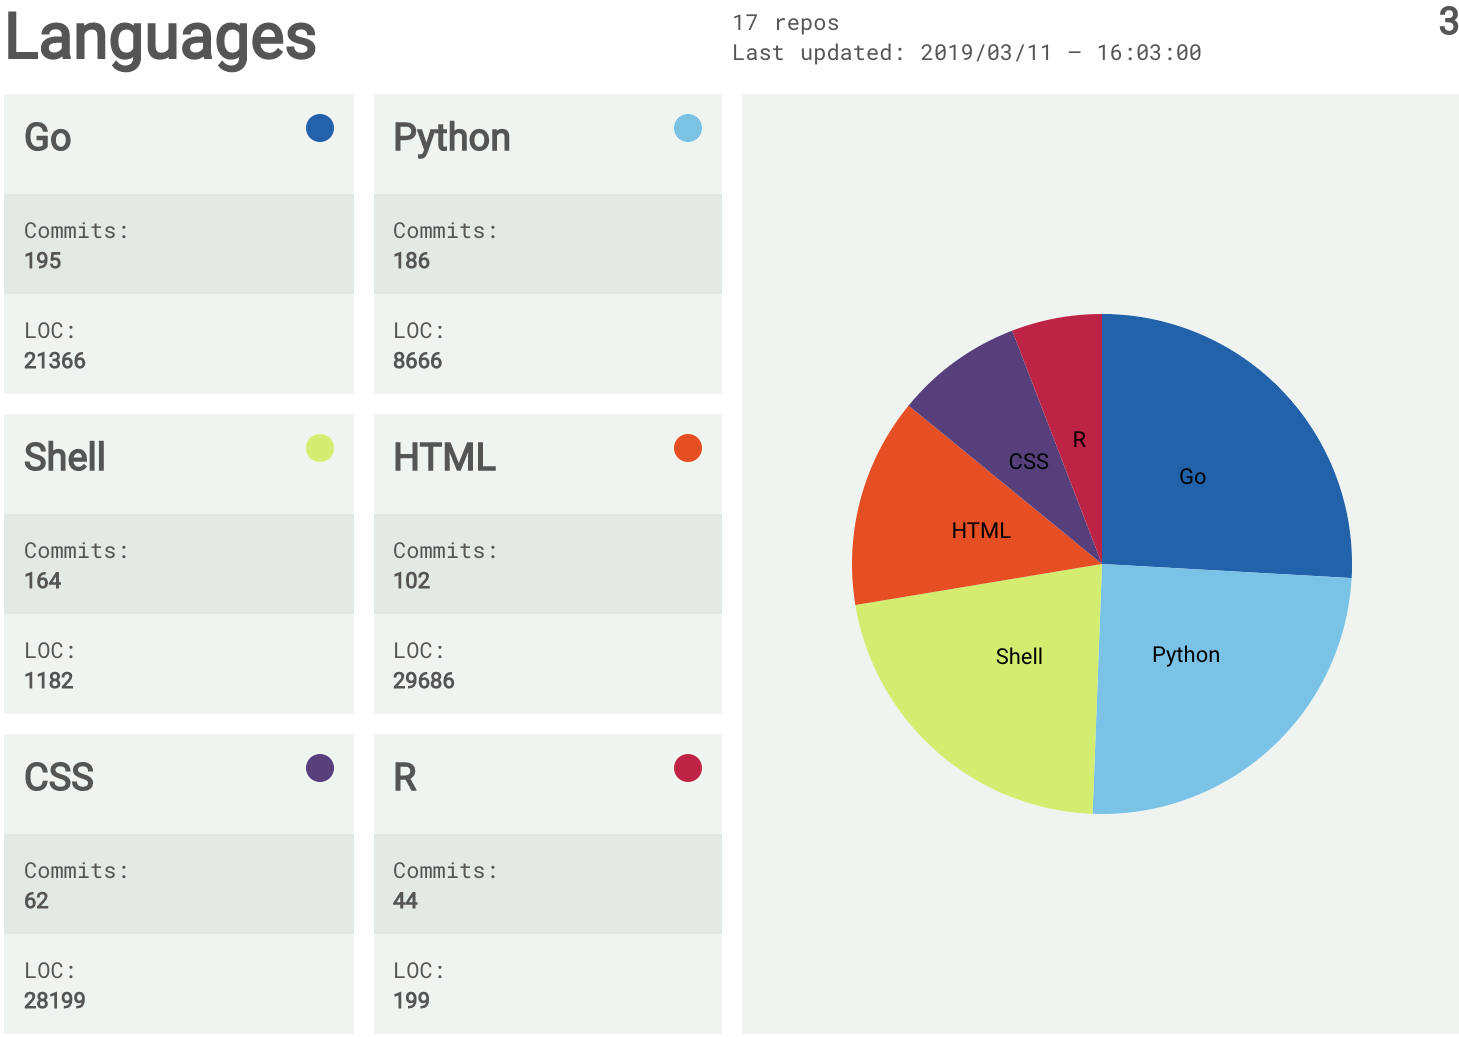 Languages
17 repos
Last updated: 2019/03/11 – 16:03:00
3
Go
Commits:
195
LOC:
21366
Python
Commits:
186
LOC:
8666
Shell
Commits:
164
LOC:
1182
HTML
Commits:
102
LOC:
29686
CSS
Commits:
62
LOC:
28199
R
Commits:
44
LOC:
199
R
CSS
Go
HTML
Shell
Python